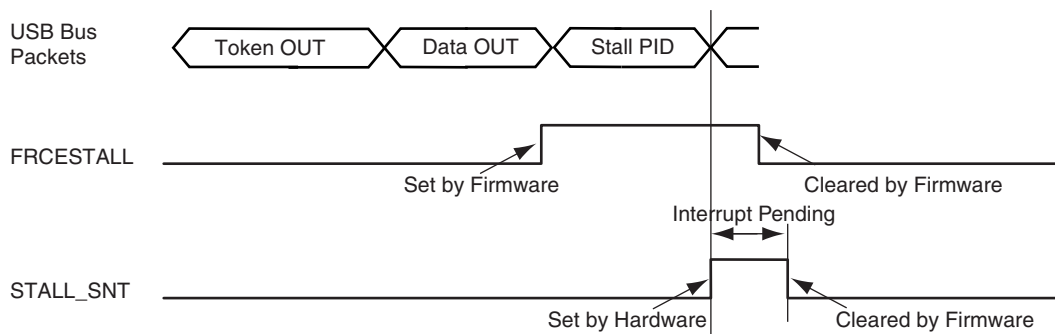 USB Bus
Packets
Token OUT
Data OUT
Stall PID
FRCESTALL
Set by Firmware
Cleared by Firmware
Interrupt Pending
STALL_SNT
Set by Hardware
Cleared by Firmware